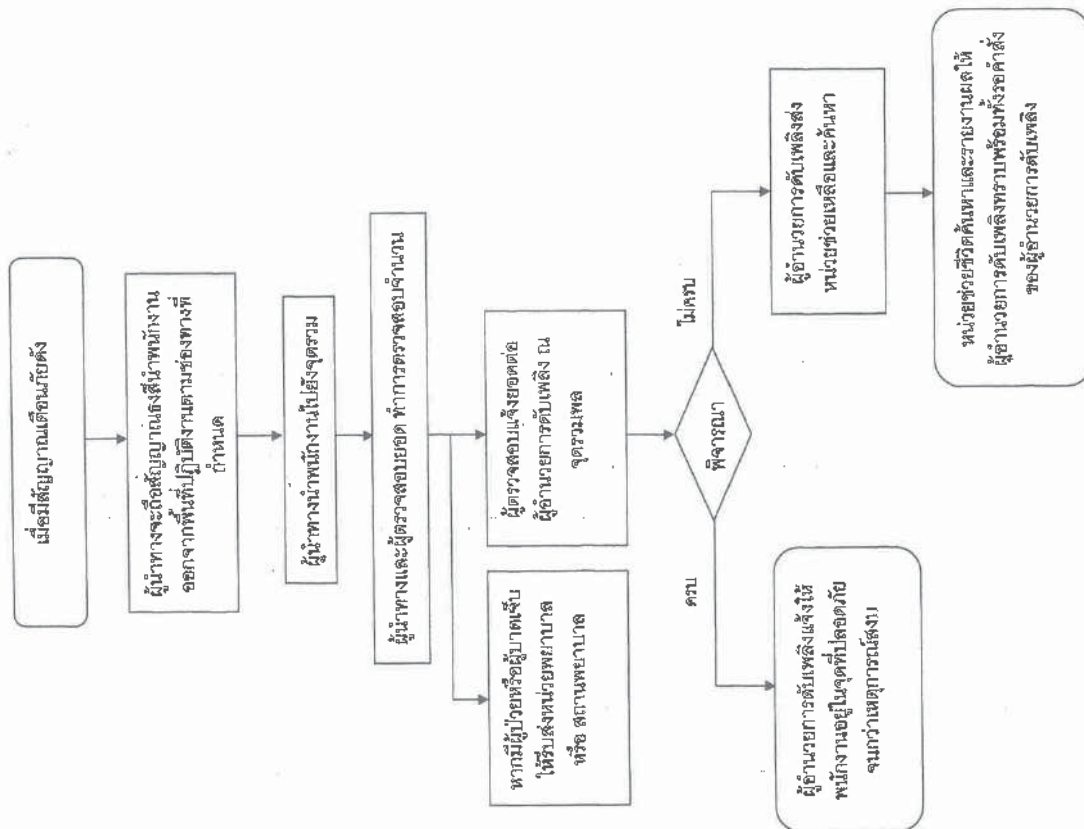 เมื่อมีสัญญาณเตือนภัยดัง
ผู้นำทางจะถือสัญญาณธงสีนำพนักงาน
ออกจากพื้นที่ปฏิบัติงานตามช่องทางที่
กำหนด
ผู้นำทางนำพนักงานไปยังจุดรวม
ผู้นำทางและผู้ตรวจสอบยอด ทำการตรวจสอบจำนวน
หากมีผู้ป่วยหรือผู้บาดเจ็บ
ให้รีบส่งหน่วยพยาบาล
หรือ สถานพยาบาล
ผู้ตรวจสอบแจ้งยอดต่อ
ผู้อำนวยการดับเพลิง ณ
จุดรวมพล
พิจารณา
ครบ
ไม่ครบ
ผู้อำนวยการดับเพลิงแจ้งให้
พนักงานอยู่ในจุดที่ปลอดภัย
จนกว่าเหตุการณ์สงบ
ผู้อำนวยการดับเพลิงสั่ง
หน่วยช่วยเหลือและค้นหา
หน่วยช่วยชีวิตค้นหาและรายงานผลให้
ผู้อำนวยการดับเพลิงทราบพร้อมทั้งรอคำสั่ง
ของผู้อำนวยการดับเพลิง